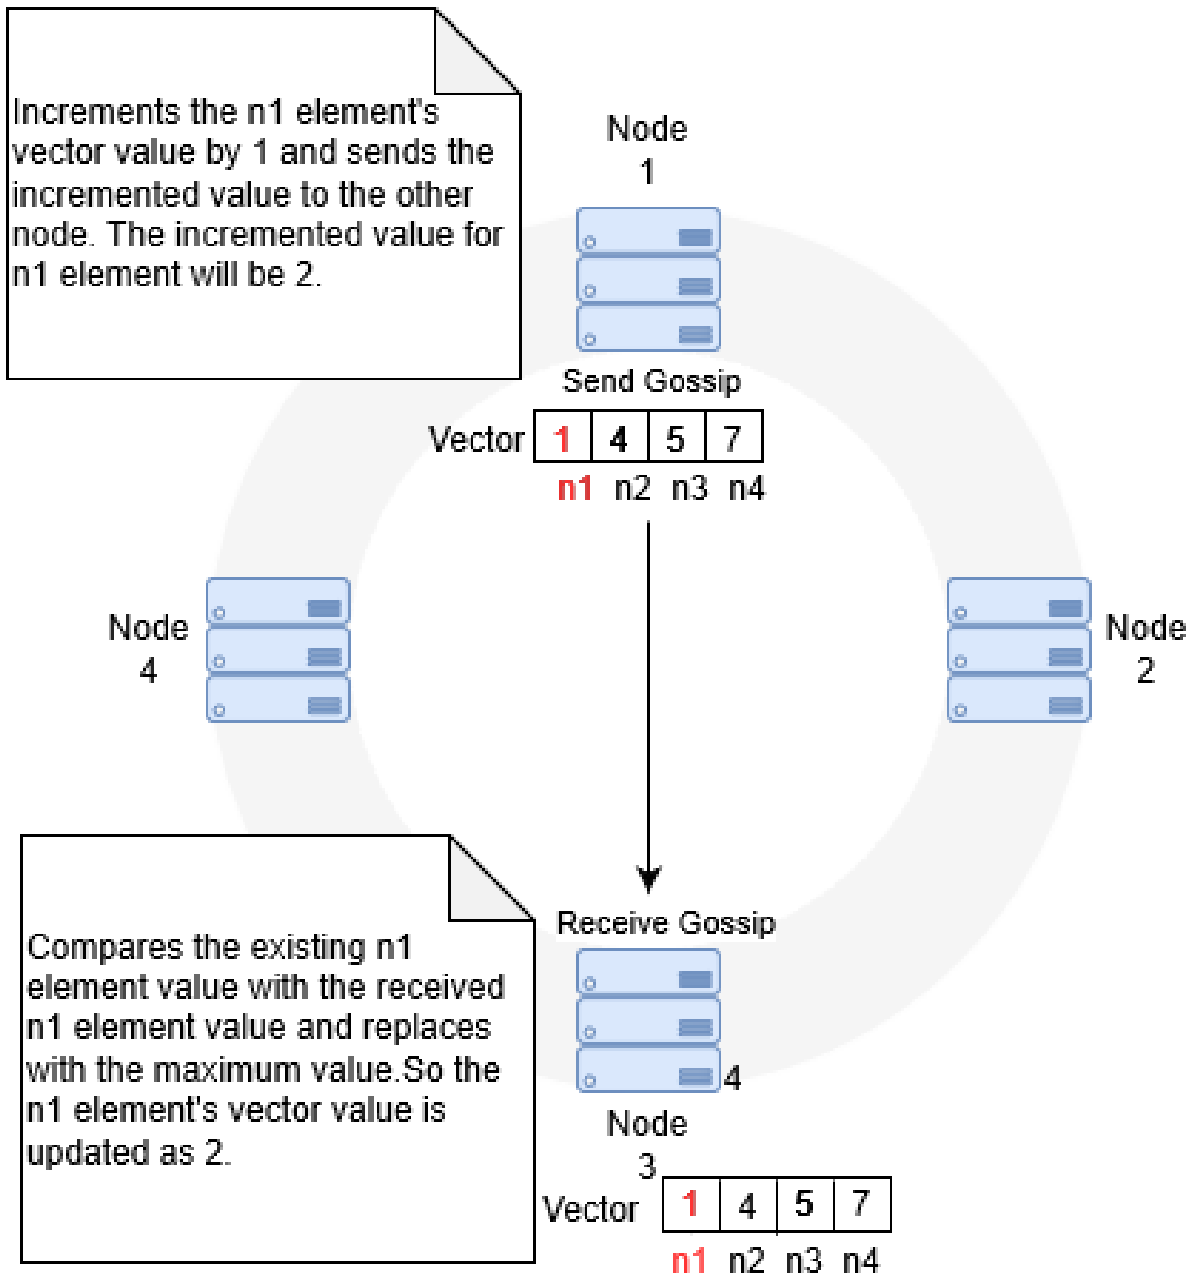 Increments the n1 element's
vector value by 1 and sends the
incremented value to the other
node. The incremented value for
n1 element will be 2.
Node
1
Send Gossip
Vector 1 4 5 7
n1 n2 n3 n4
Node
4
Node
2
Receive Gossip
Compares the existing n1
element value with the received
n1 element value and replaces
with the maximum value.So the
n1 element's vector value is
updated as 2.
4
Node
3
Vector 1 4 5 7
n1 n2 n3 n4